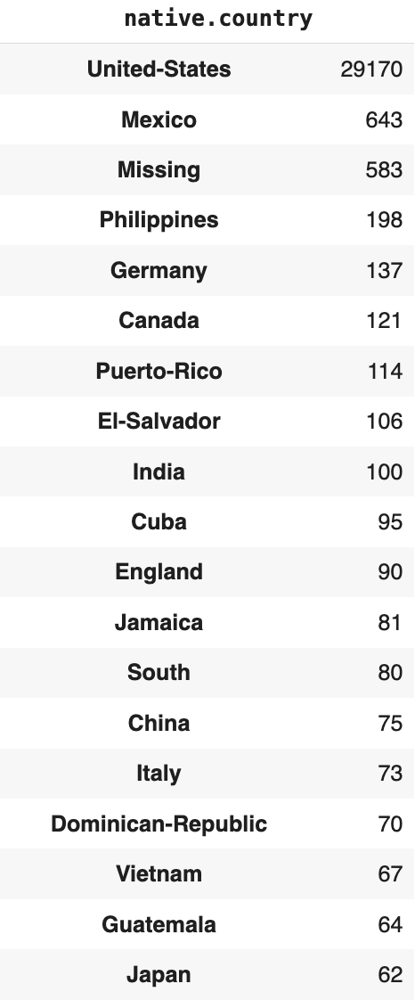 native.country
United-States 29170
Mexico 643
Missing 583
Philippines 198
Germany 137
Canada 121
Puerto-Rico 114
El-Salvador 106
India 100
Cuba 95
England 90
Jamaica 81
South 80
China 75
Italy 73
Dominican-Republic 70
Vietnam 67
Guatemala 64
Japan 62